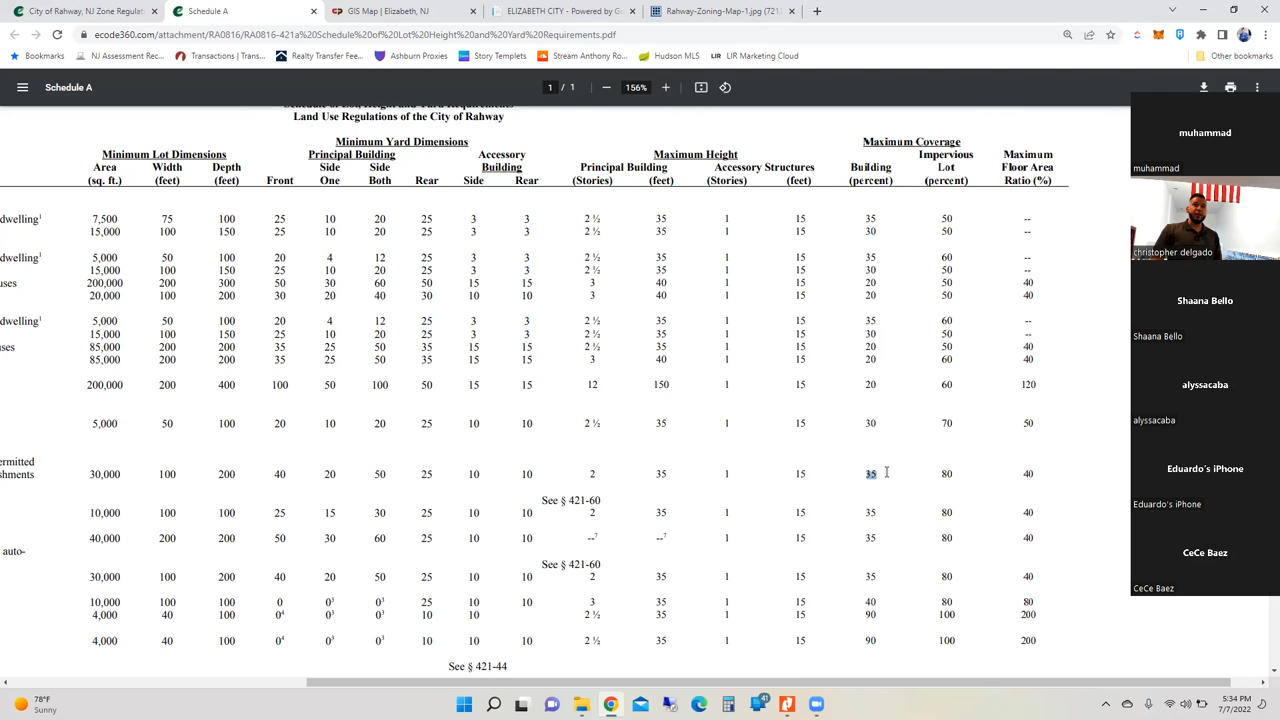 City of Rahway, NJ Zone Regulat
Schedule A
GIS Map | Elizabeth, NJ
ELIZABETH CITY - Powered by G
Rahway-Zoning-Map-1.jpg (721
ecode360.com/attachment/RA0816/RA0816-421a%20Schedule%20of%20Lot%20Height%20and%20Yard%20Requirements.pdf
Bookmarks NJ Assessment Rec... Transactions | Trans... Realty Transfer Fee... Ashburn Proxies Story Templets Stream Anthony Ro... Hudson MLS LIR LIR Marketing Cloud Other bookmarks
Schedule A 1 / 1 156%
Schedule of Lot, Height and Yard Requirements
Land Use Regulations of the City of Rahway
Minimum Yard Dimensions Maximum Coverage
Minimum Lot Dimensions Principal Building Accessory Maximum Height Building Impervious Maximum
Area Width Depth Side Side Building Principal Building Accessory Structures Building Lot Floor Area
(sq. ft.) (feet) (feet) Front One Both Rear Side Rear (Stories) (feet) (Stories) (feet) (percent) (percent) Ratio (%)
dwelling1 7,500 75 100 25 10 20 25 3 3 2 ½ 35 1 15 35 50 --
15,000 100 150 25 10 20 25 3 3 2 ½ 35 1 15 30 50 --
dwelling1 5,000 50 100 20 4 12 25 3 3 2 ½ 35 1 15 35 60 --
15,000 100 150 25 10 20 25 3 3 2 ½ 35 1 15 30 50 --
uses 200,000 200 300 50 30 60 50 15 15 3 40 1 15 20 50 40
20,000 100 200 30 20 40 30 10 10 3 40 1 15 20 50 40
dwelling1 5,000 50 100 20 4 12 25 3 3 2 ½ 35 1 15 35 60 --
15,000 100 150 25 10 20 25 3 3 2 ½ 35 1 15 30 50 --
uses 85,000 200 200 35 25 50 35 15 15 2 ½ 35 1 15 20 50 40
85,000 200 200 35 25 50 35 15 15 3 40 1 15 20 60 40
200,000 200 400 100 50 100 50 15 15 12 150 1 15 20 60 120
5,000 50 100 20 10 20 25 10 10 2 ½ 35 1 15 30 70 50
ermitted
shments 30,000 100 200 40 20 50 25 10 10 2 35 1 15 35 80 40
See § 421-60
10,000 100 100 25 15 30 25 10 10 2 35 1 15 35 80 40
40,000 200 200 50 30 60 25 10 10 --7 --7 1 15 35 80 40
auto-
See § 421-60
30,000 100 200 40 20 50 25 10 10 2 35 1 15 35 80 40
10,000 100 100 0 03 03 25 10 10 3 35 1 15 40 80 80
4,000 40 100 04 03 03 10 10 2 ½ 35 1 15 90 100 200
4,000 40 100 04 03 03 10 10 10 2 ½ 35 1 15 90 100 200
See § 421-44
muhammad
muhammad
christopher delgado
Shaana Bello
Shaana Bello
alyssacaba
alyssacaba
Eduardo's iPhone
Eduardo's iPhone
CeCe Baez
CeCe Baez
78°F
Sunny
41
5:34 PM
7/7/2022